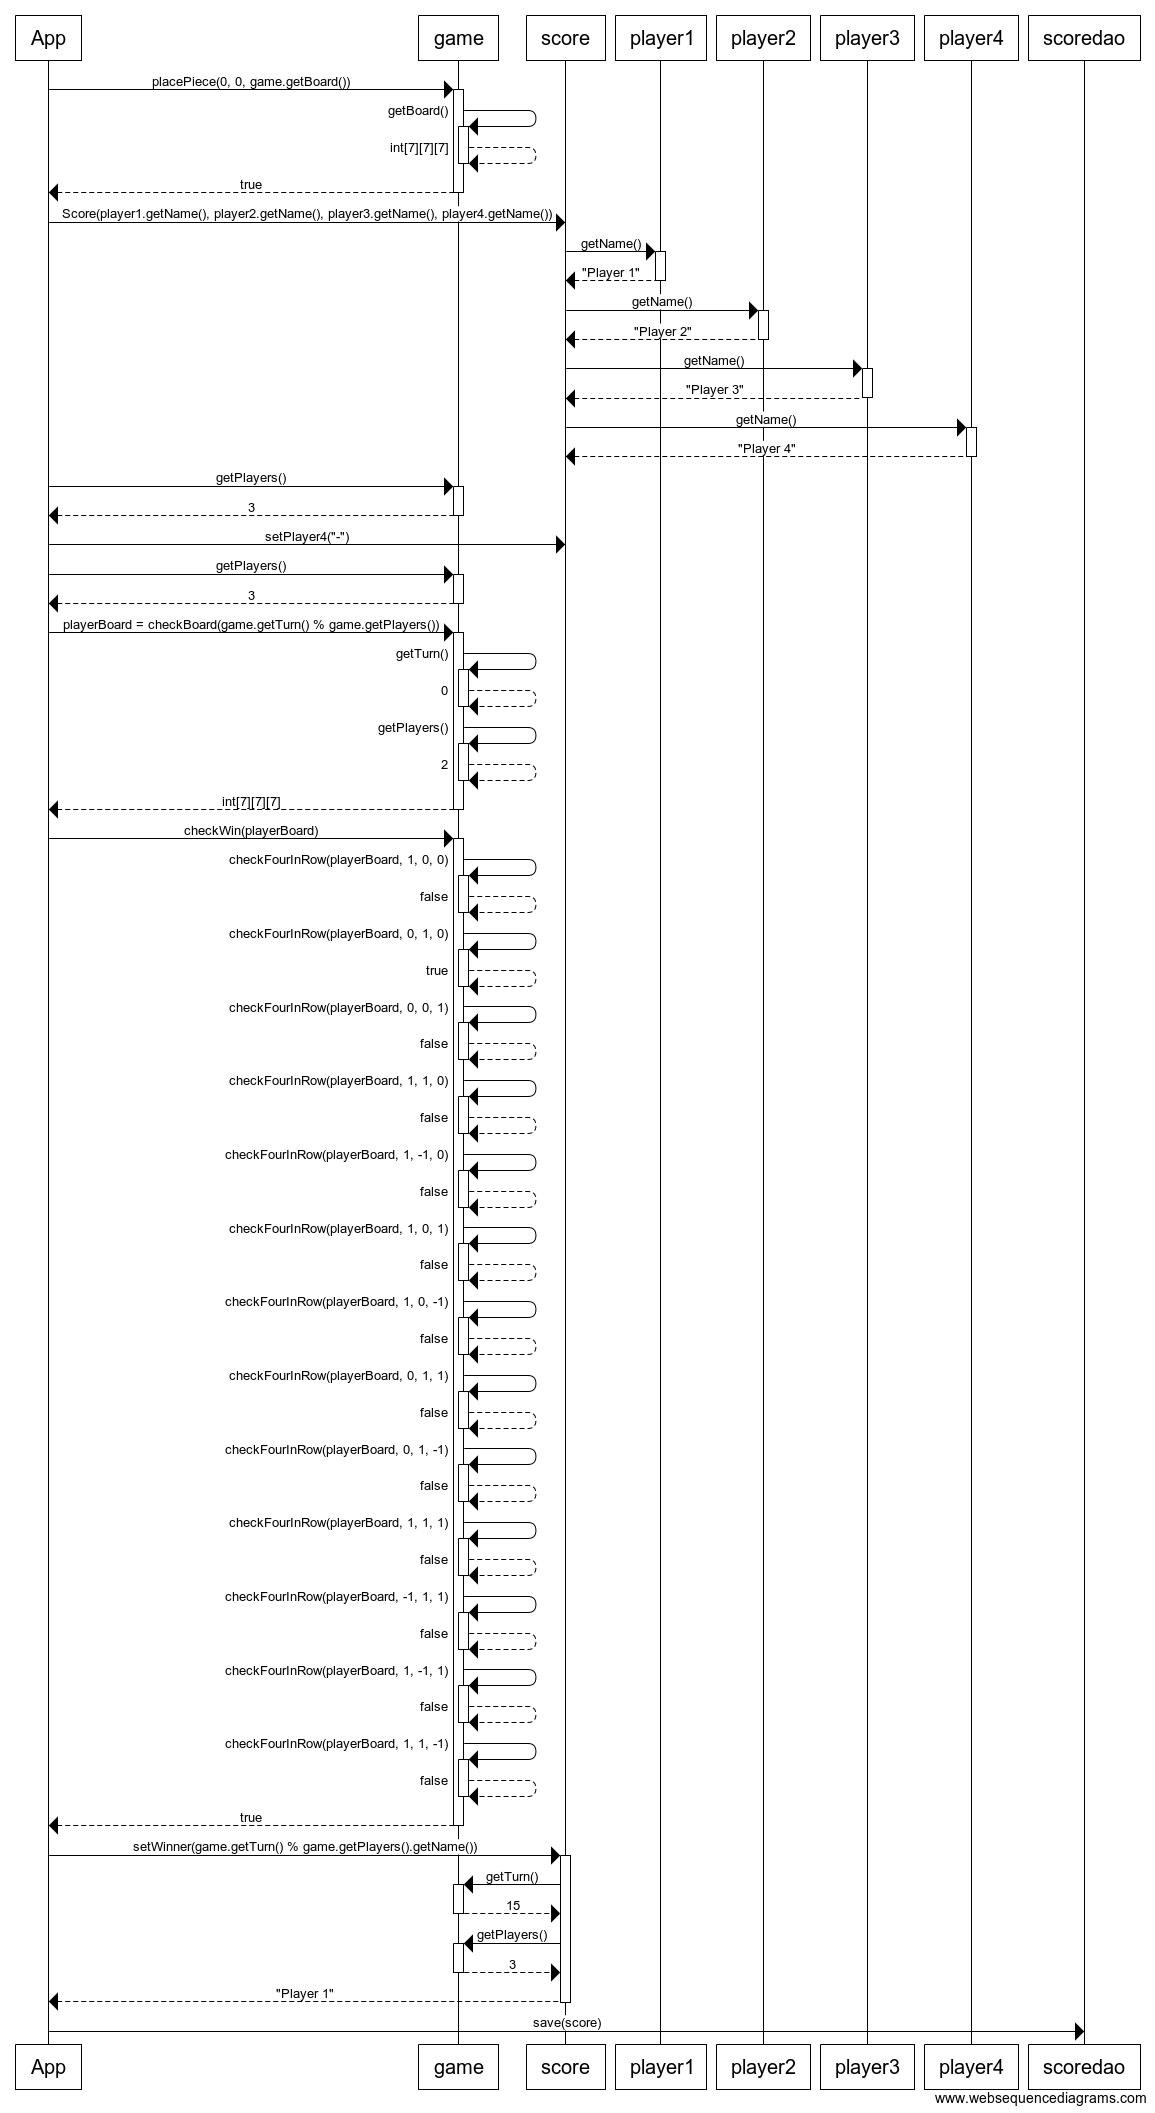 App game score player1 player2 player3 player4 scoredao
placePiece(0, 0, game.getBoard())
getBoard()
int[7][7][7]
true
Score(player1.getName(), player2.getName(), player3.getName(), player4.getName())
getName()
"Player 1"
getName()
"Player 2"
getName()
"Player 3"
getName()
"Player 4"
getPlayers()
3
setPlayer4("-")
getPlayers()
3
playerBoard = checkBoard(game.getTurn() % game.getPlayers())
getTurn()
0
getPlayers()
2
int[7][7][7]
checkWin(playerBoard)
checkFourInRow(playerBoard, 1, 0, 0)
false
checkFourInRow(playerBoard, 0, 1, 0)
true
checkFourInRow(playerBoard, 0, 0, 1)
false
checkFourInRow(playerBoard, 1, 1, 0)
false
checkFourInRow(playerBoard, 1, -1, 0)
false
checkFourInRow(playerBoard, 1, 0, 1)
false
checkFourInRow(playerBoard, 1, 0, -1)
false
checkFourInRow(playerBoard, 0, 1, 1)
false
checkFourInRow(playerBoard, 0, 1, -1)
false
checkFourInRow(playerBoard, 1, 1, 1)
false
checkFourInRow(playerBoard, -1, 1, 1)
false
checkFourInRow(playerBoard, 1, -1, 1)
false
checkFourInRow(playerBoard, 1, 1, -1)
false
true
setWinner(game.getTurn() % game.getPlayers().getName())
getTurn()
15
getPlayers()
3
"Player 1"
save(score)
App game score player1 player2 player3 player4 scoredao
www.websequencediagrams.com